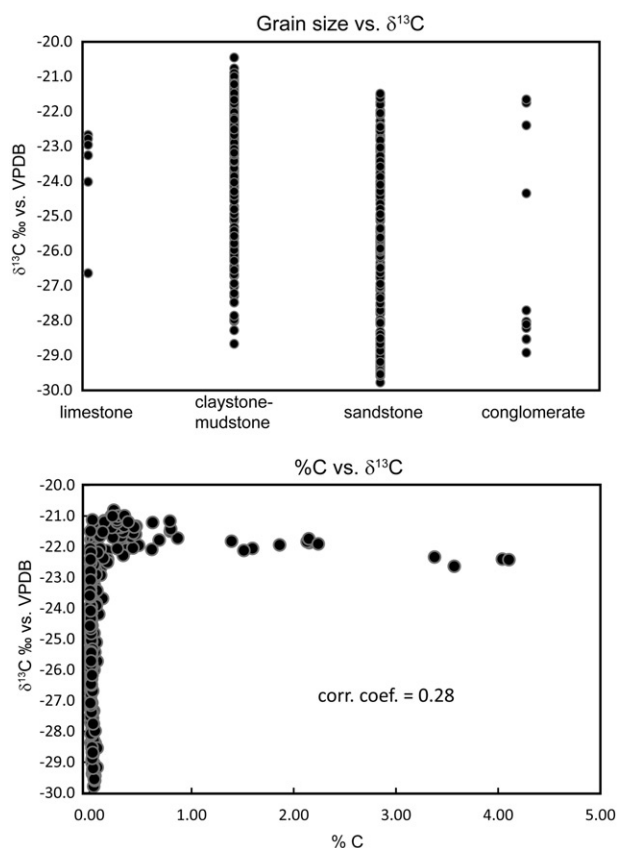 Grain size vs. δ¹³C
δ¹³C ‰ vs. VPDB
-20.0
-21.0
-22.0
-23.0
-24.0
-25.0
-26.0
-27.0
-28.0
-29.0
-30.0
limestone
claystone-
mudstone
sandstone
conglomerate
%C vs. δ¹³C
δ¹³C ‰ vs. VPDB
-20.0
-21.0
-22.0
-23.0
-24.0
-25.0
-26.0
-27.0
-28.0
-29.0
-30.0
corr. coef. = 0.28
0.00 1.00 2.00 3.00 4.00 5.00
% C